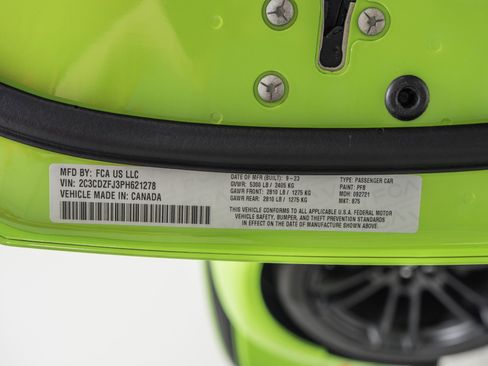 MFD BY: FCA US LLC
VIN: 2C3CDZFJ3PH621278
VEHICLE MADE IN: CANADA
DATE OF MFR (BUILT): 9-23
GVWR: 5300 LB / 2405 KG
GAWR FRONT: 2810 LB / 1275 KG
GAWR REAR: 2810 LB / 1275 KG
TYPE: PASSENGER CAR
PAINT: PFB
MDH: 092721
MKT: 875
THIS VEHICLE CONFORMS TO ALL APPLICABLE U.S.A. FEDERAL MOTOR
VEHICLE SAFETY, BUMPER, AND THEFT PREVENTION STANDARDS
IN EFFECT ON THE DATE OF MANUFACTURE SHOWN ABOVE.